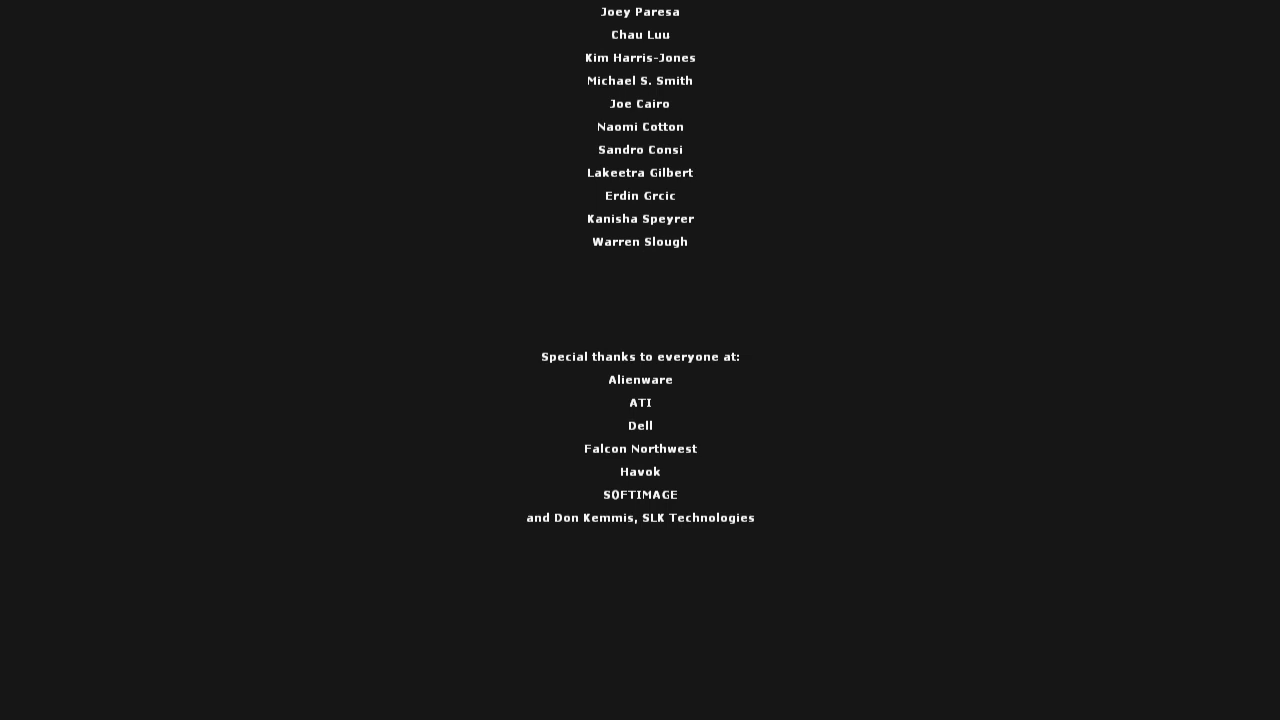 Joey Paresa
Chau Luu
Kim Harris-Jones
Michael S. Smith
Joe Cairo
Naomi Cotton
Sandro Consi
Lakeetra Gilbert
Erdin Grcic
Kanisha Speyrer
Warren Slough
Special thanks to everyone at:
Alienware
ATI
Dell
Falcon Northwest
Havok
SOFTIMAGE
and Don Kemmis, SLK Technologies